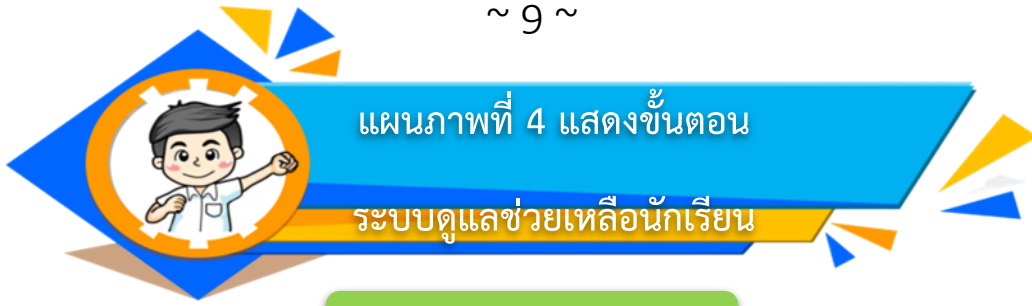 ~ 9 ~
แผนภาพที่ 4 แสดงขั้นตอน
ระบบดูแลช่วยเหลือนักเรียน